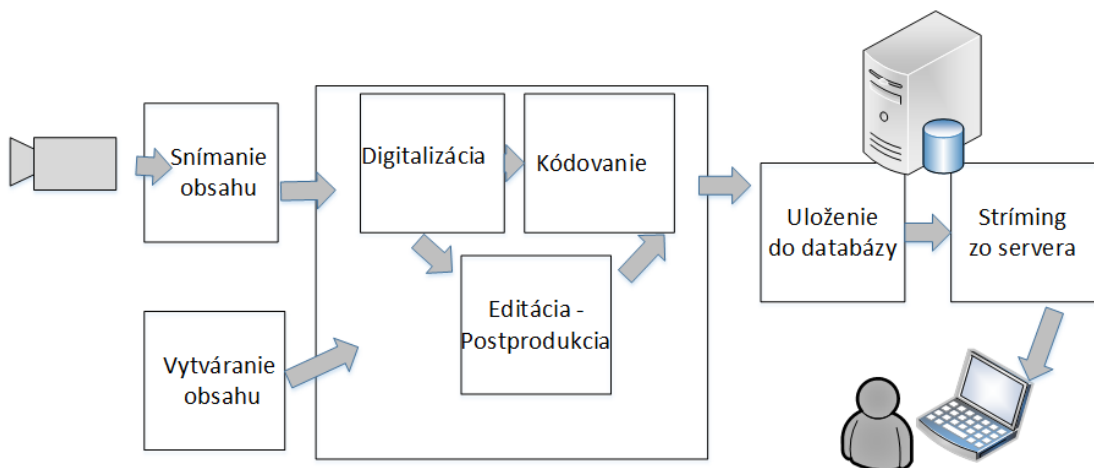 Snímanie
obsahu
Digitalizácia
Kódovanie
Editácia -
Postprodukcia
Vytváranie
obsahu
Uloženie
do databázy
Stríming
zo servera